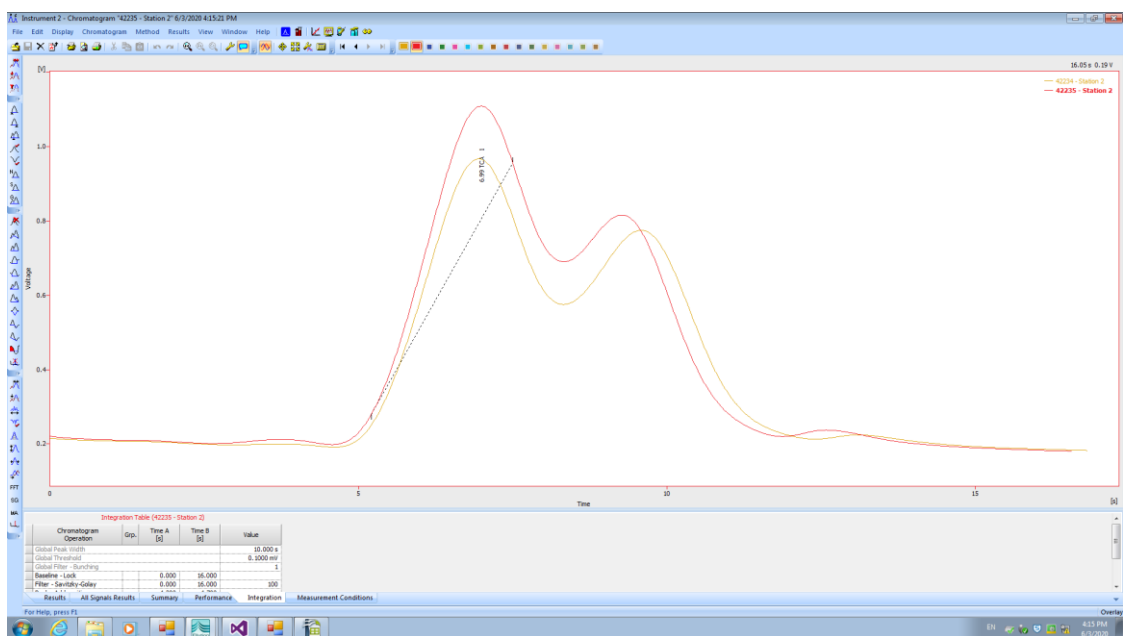 Instrument 2 - Chromatogram "42235 - Station 2" 6/3/2020 4:15:21 PM
File Edit Display Chromatogram Method Results View Window Help
16.05 s 0.19 V
[V]
42234 - Station 2
42235 - Station 2
1.0
0.8
0.6
0.4
0.2
Voltage
6.99 TCA 1
0 5 10 15
Time [s]
FFT
Integration Table (42235 - Station 2)
Chromatogram Operation Grp. Time A [s] Time B [s] Value
Global Peak Width 10.000 s
Global Threshold 0.1000 mV
Global Filter - Bunching 1
Baseline - Lock 0.000 16.000
Filter - Savitzky-Golay 0.000 16.000 100
Results All Signals Results Summary Performance Integration Measurement Conditions
For Help, press F1 Overlay
EN 4:15 PM
6/3/2020